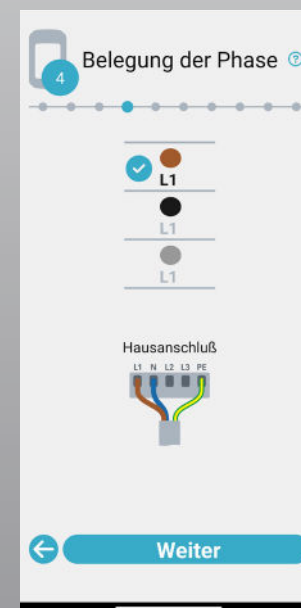 4
Belegung der Phase ?
L1
L1
L1
Hausanschluß
L1 N L2 L3 PE
Weiter